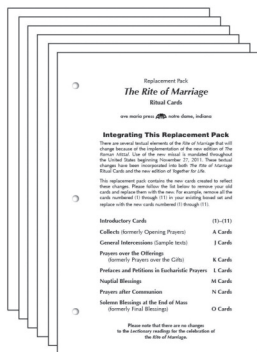 Replacement Pack
The Rite of Marriage
Ritual Cards
ave maria press notre dame, indiana
Integrating This Replacement Pack
There are several textual elements of the Rite of Marriage that will
change because of the implementation of the new edition of The
Roman Missal. Use of the new missal is mandated throughout
the United States beginning November 27, 2011. These textual
changes have been incorporated into both The Rite of Marriage
Ritual Cards and the new edition of Together for Life.
This replacement pack contains the new cards created to reflect
these changes. Please follow the list below to remove your old
cards and replace them with the new. For example, remove all the
cards numbered (1) through (11) in your existing boxed set and
replace with the new cards numbered (1) through (11).
Introductory Cards (1)–(11)
Collects (formerly Opening Prayers) A Cards
General Intercessions (Sample texts) J Cards
Prayers over the Offerings
(formerly Prayers over the Gifts) K Cards
Prefaces and Petitions in Eucharistic Prayers L Cards
Nuptial Blessings M Cards
Prayers after Communion N Cards
Solemn Blessings at the End of Mass
(formerly Final Blessings) O Cards
Please note that there are no changes
to the Lectionary readings for the celebration of
the Rite of Marriage.